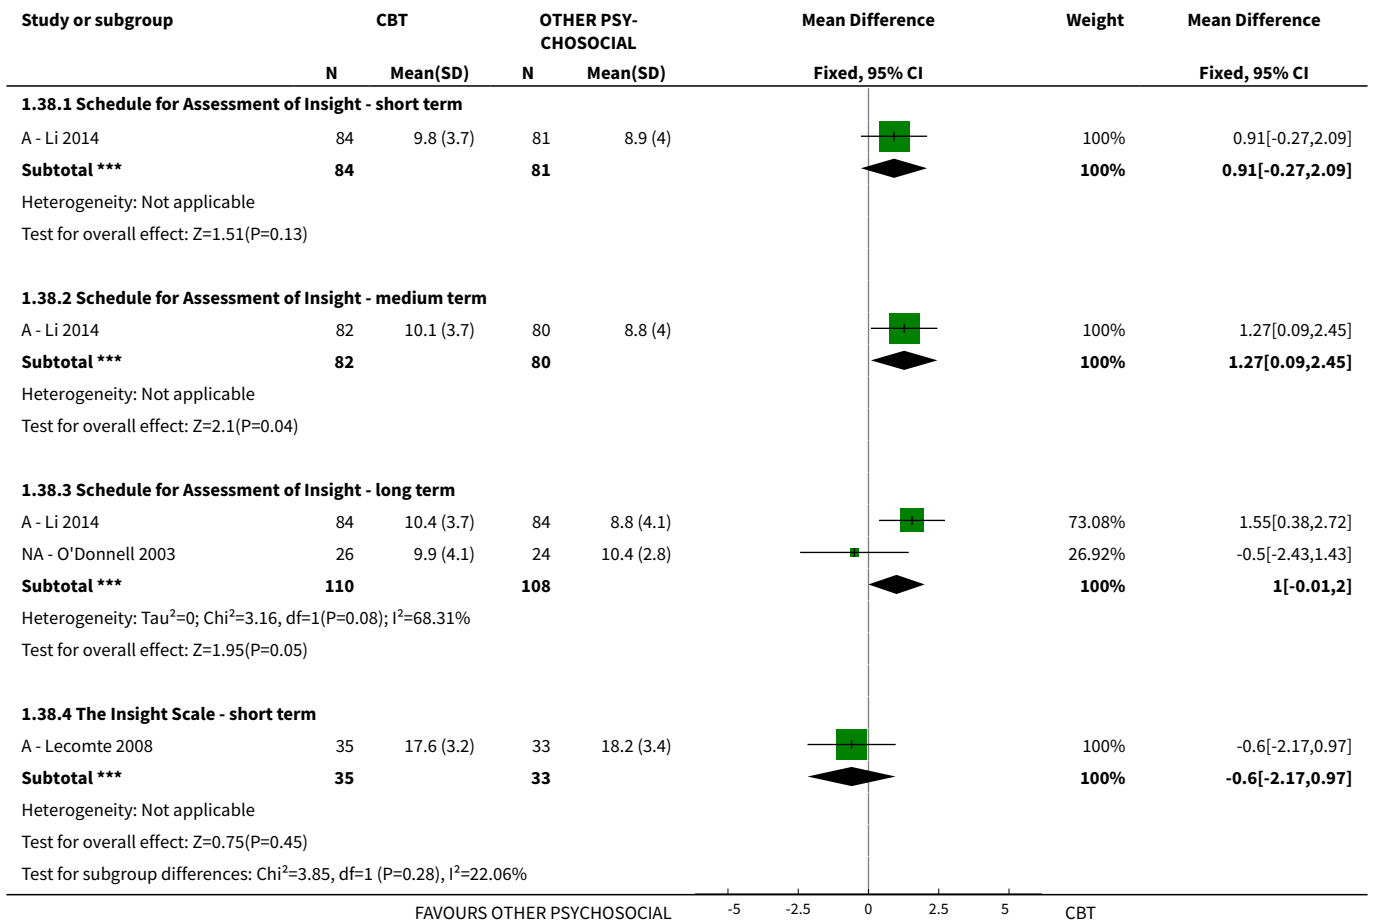 Study or subgroup CBT OTHER PSY- Mean Difference Weight Mean Difference
CHOSOCIAL
N Mean(SD) N Mean(SD) Fixed, 95% CI Fixed, 95% CI
1.38.1 Schedule for Assessment of Insight - short term
A - Li 2014 84 9.8 (3.7) 81 8.9 (4) 100% 0.91[-0.27,2.09]
Subtotal *** 84 81 100% 0.91[-0.27,2.09]
Heterogeneity: Not applicable
Test for overall effect: Z=1.51(P=0.13)
1.38.2 Schedule for Assessment of Insight - medium term
A - Li 2014 82 10.1 (3.7) 80 8.8 (4) 100% 1.27[0.09,2.45]
Subtotal *** 82 80 100% 1.27[0.09,2.45]
Heterogeneity: Not applicable
Test for overall effect: Z=2.1(P=0.04)
1.38.3 Schedule for Assessment of Insight - long term
A - Li 2014 84 10.4 (3.7) 84 8.8 (4.1) 73.08% 1.55[0.38,2.72]
NA - O'Donnell 2003 26 9.9 (4.1) 24 10.4 (2.8) 26.92% -0.5[-2.43,1.43]
Subtotal *** 110 108 100% 1[-0.01,2]
Heterogeneity: Tau²=0; Chi²=3.16, df=1(P=0.08); I²=68.31%
Test for overall effect: Z=1.95(P=0.05)
1.38.4 The Insight Scale - short term
A - Lecomte 2008 35 17.6 (3.2) 33 18.2 (3.4) 100% -0.6[-2.17,0.97]
Subtotal *** 35 33 100% -0.6[-2.17,0.97]
Heterogeneity: Not applicable
Test for overall effect: Z=0.75(P=0.45)
Test for subgroup differences: Chi²=3.85, df=1 (P=0.28), I²=22.06%
FAVOURS OTHER PSYCHOSOCIAL -5 -2.5 0 2.5 5 CBT